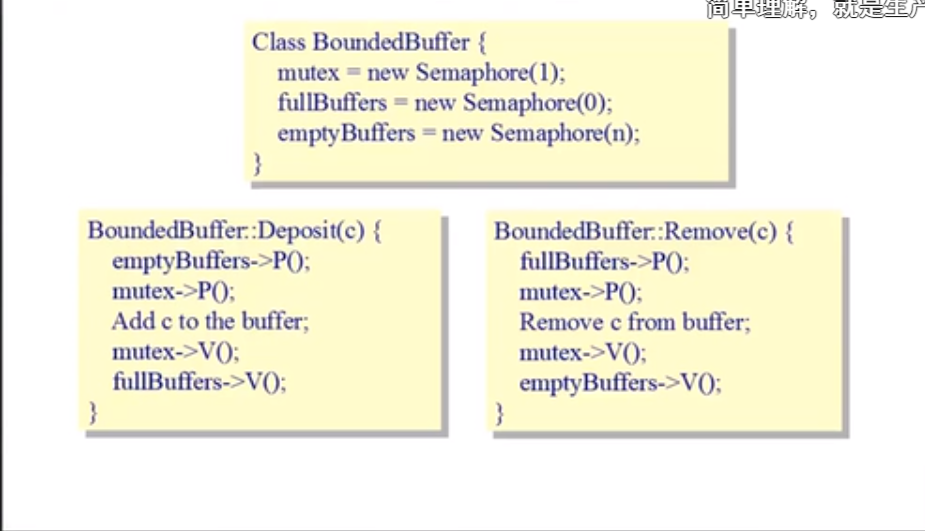 简单理解，就是生产
Class BoundedBuffer {
mutex = new Semaphore(1);
fullBuffers = new Semaphore(0);
emptyBuffers = new Semaphore(n);
}
BoundedBuffer::Deposit(c) {
emptyBuffers->P();
mutex->P();
Add c to the buffer;
mutex->V();
fullBuffers->V();
}
BoundedBuffer::Remove(c) {
fullBuffers->P();
mutex->P();
Remove c from buffer;
mutex->V();
emptyBuffers->V();
}